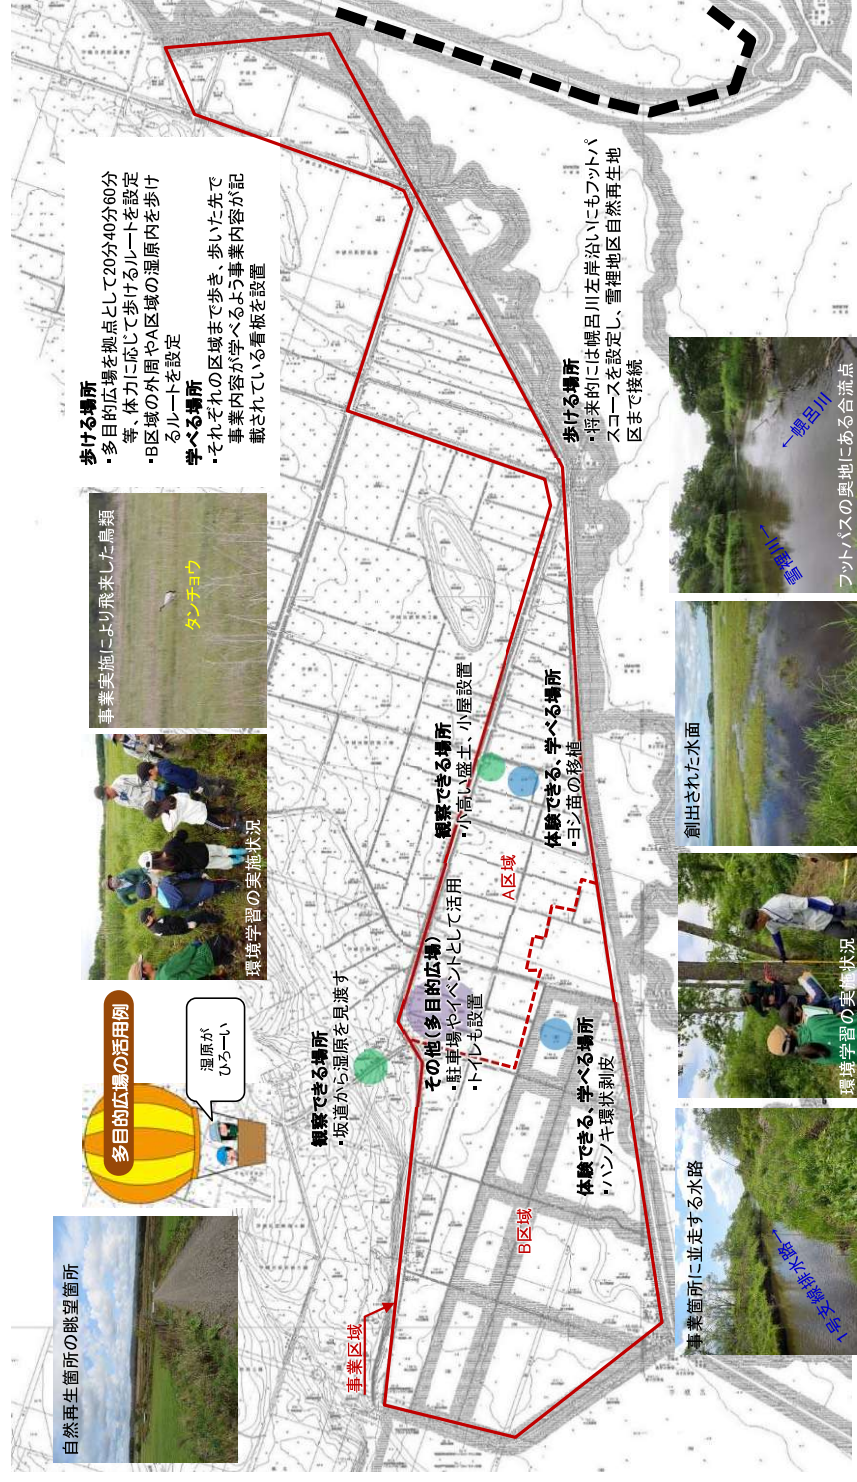 自然再生箇所の眺望箇所
多目的広場の活用例
湿原が
ひろーい
環境学習の実施状況
事業実施により飛来した鳥類
タンチョウ
歩ける場所
・多目的広場を拠点として20分40分60分
等、体力に応じて歩けるルートを設定
・B区域の外周やA区域の湿原内を歩け
るルートを設定
学べる場所
・それぞれの区域まで歩き、歩いた先で
事業内容が学べるよう事業内容が記
載されている看板を設置
観察できる場所
・坂道から湿原を見渡す
事業区域
その他(多目的広場)
・駐車場やイベントとして活用
・トイレも設置
観察できる場所
・小高い盛土、小屋設置
A区域
B区域
体験できる、学べる場所
・ハンノキ環状剥皮
体験できる、学べる場所
・ヨシ苗の移植
歩ける場所
・将来的には幌呂川左岸沿いにもフットパ
スコースを設定し、雪裡地区自然再生地
区まで接続
事業箇所に並走する水路
1号支線排水路→
環境学習の実施状況
創出された水面
雪裡川→
←幌呂川
フットパスの奥地にある合流点